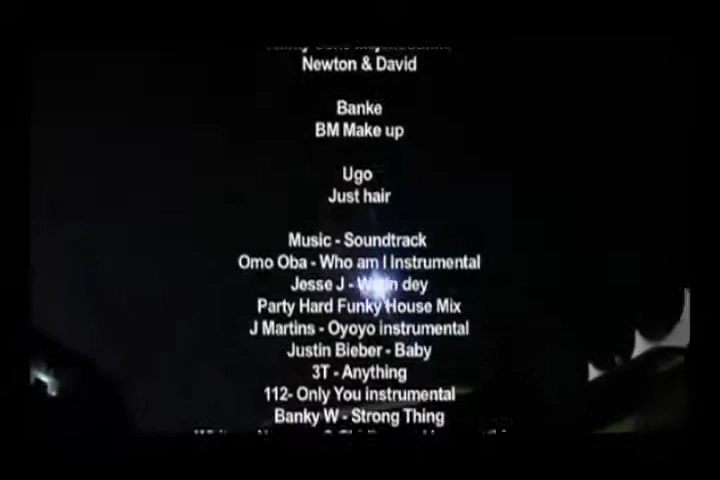 Newton & David
Banke
BM Make up
Ugo
Just hair
Music - Soundtrack
Omo Oba - Who am I Instrumental
Jesse J - dey
Party Hard Funky House Mix
J Martins - Oyoyo instrumental
Justin Bieber - Baby
3T - Anything
112- Only You instrumental
Banky W - Strong Thing